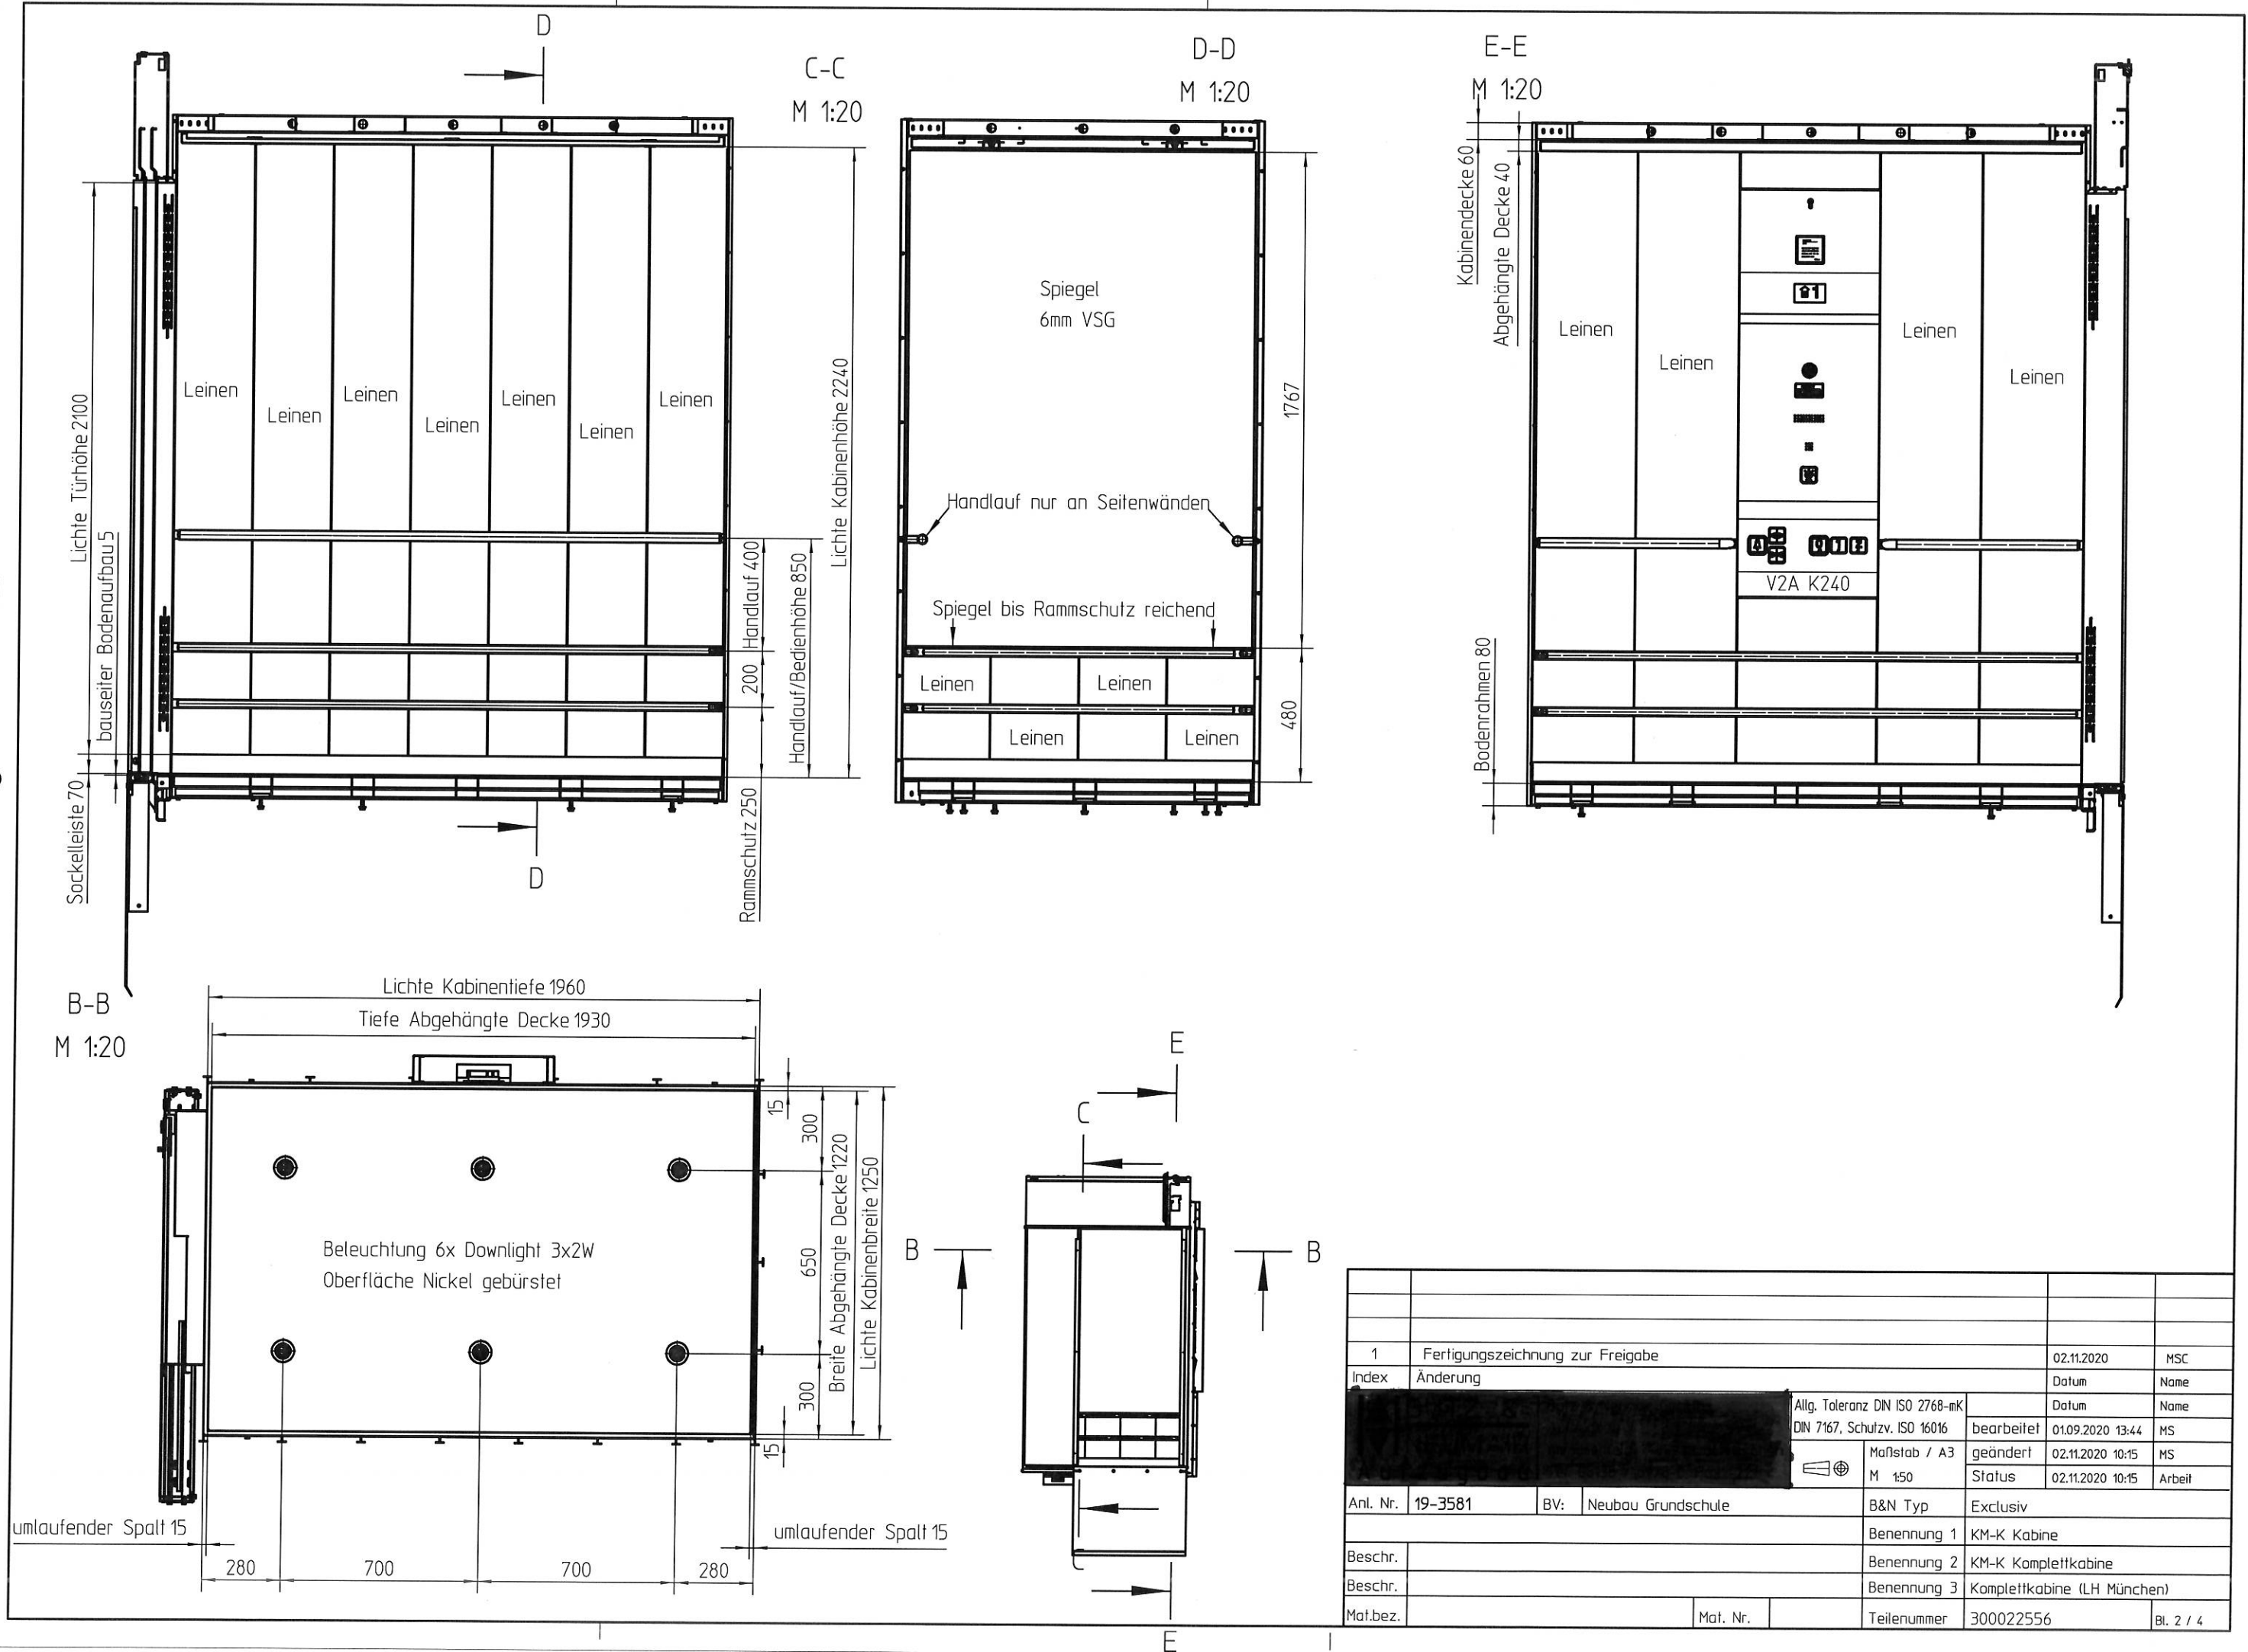 D
C-C
M 1:20
D-D
M 1:20
E-E
M 1:20
Lichte Türhöhe 2100
bauseiter Bodenaufbau 5
Sockelleiste 70
Leinen
Leinen
Leinen
Leinen
Leinen
Leinen
Leinen
Handlauf 400
200
Rammschutz 250
Handlauf/Bedienhöhe 850
Lichte Kabinenhöhe 2240
D
Spiegel
6mm VSG
Handlauf nur an Seitenwänden
Spiegel bis Rammschutz reichend
Leinen
Leinen
Leinen
Leinen
1767
480
Kabinendecke 60
Abgehängte Decke 40
Bodenrahmen 80
Leinen
Leinen
Leinen
Leinen
1
V2A K240
B-B
M 1:20
Lichte Kabinentiefe 1960
Tiefe Abgehängte Decke 1930
Beleuchtung 6x Downlight 3x2W
Oberfläche Nickel gebürstet
15
300
650
300
15
Breite Abgehängte Decke 1220
Lichte Kabinenbreite 1250
umlaufender Spalt 15
umlaufender Spalt 15
280
700
700
280
E
C
B
B
C
E
1 Fertigungszeichnung zur Freigabe 02.11.2020 MSC
Index Änderung Datum Name
Allg. Toleranz DIN ISO 2768-mK Datum Name
DIN 7167, Schutzv. ISO 16016 bearbeitet 01.09.2020 13:44 MS
Maßstab / A3 geändert 02.11.2020 10:15 MS
M 1:50 Status 02.11.2020 10:15 Arbeit
Anl. Nr. 19-3581 BV: Neubau Grundschule B&N Typ Exclusiv
Benennung 1 KM-K Kabine
Beschr. Benennung 2 KM-K Komplettkabine
Beschr. Benennung 3 Komplettkabine (LH München)
Mat.bez. Mat. Nr. Teilenummer 300022556 Bl. 2 / 4